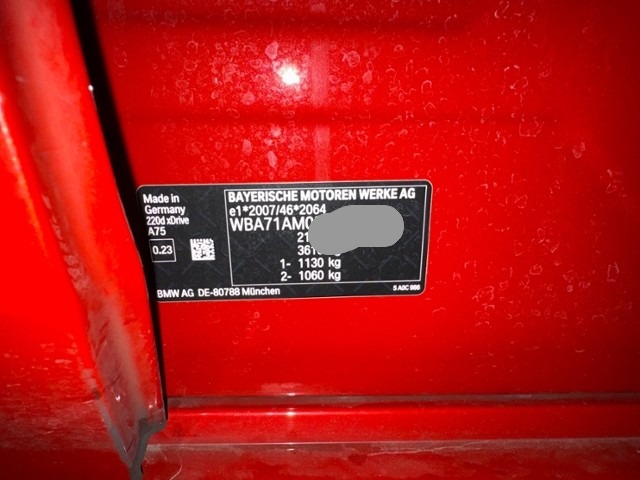 Made in
Germany
220d xDrive
A75
0.23
BAYERISCHE MOTOREN WERKE AG
e1*2007/46*2064
WBA71AM0
21
361
1- 1130 kg
2- 1060 kg
BMW AG DE-80788 München
5 A0C 986